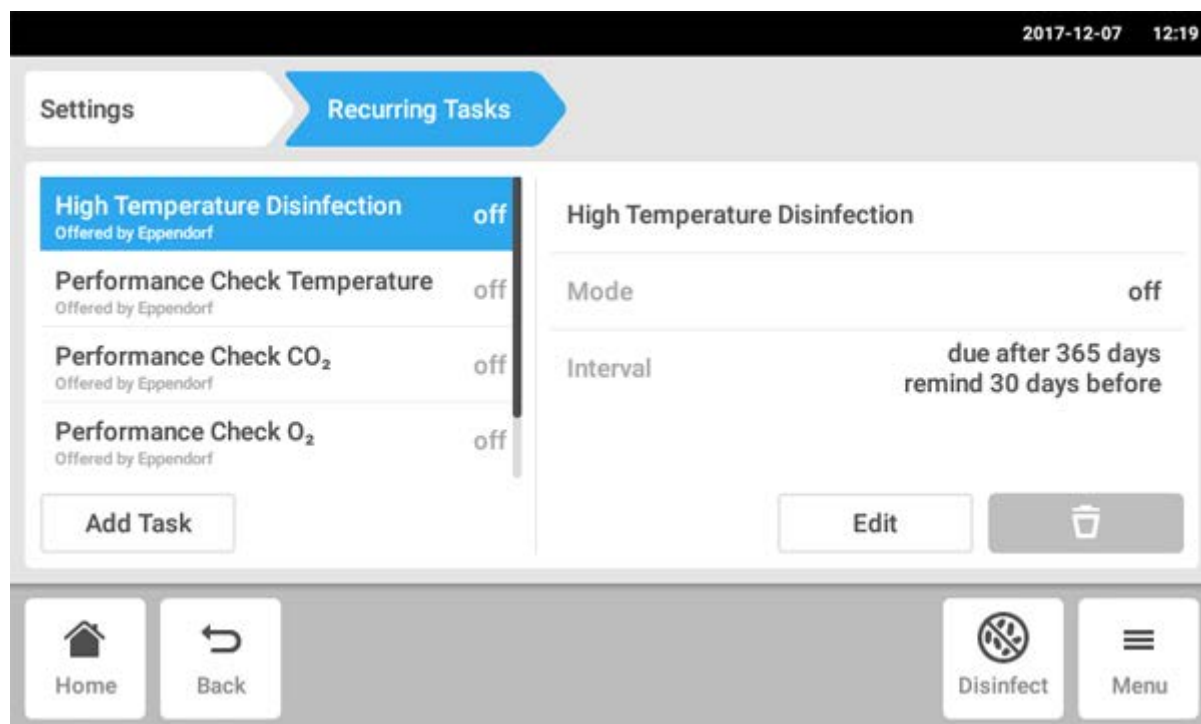 2017-12-07 12:19
Settings
Recurring Tasks
High Temperature Disinfection off
Offered by Eppendorf
Performance Check Temperature off
Offered by Eppendorf
Performance Check CO₂ off
Offered by Eppendorf
Performance Check O₂ off
Offered by Eppendorf
Add Task
High Temperature Disinfection
Mode off
Interval due after 365 days
remind 30 days before
Edit
Home
Back
Disinfect
Menu